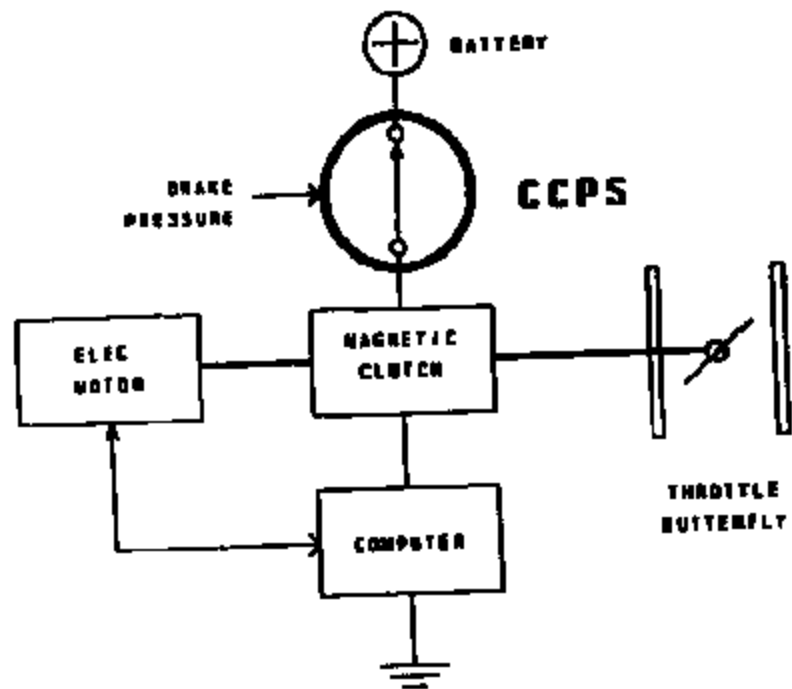 BATTERY
BRAKE
PRESSURE
CCPS
ELEC
MOTOR
MAGNETIC
CLUTCH
COMPUTER
THROTTLE
BUTTERFLY